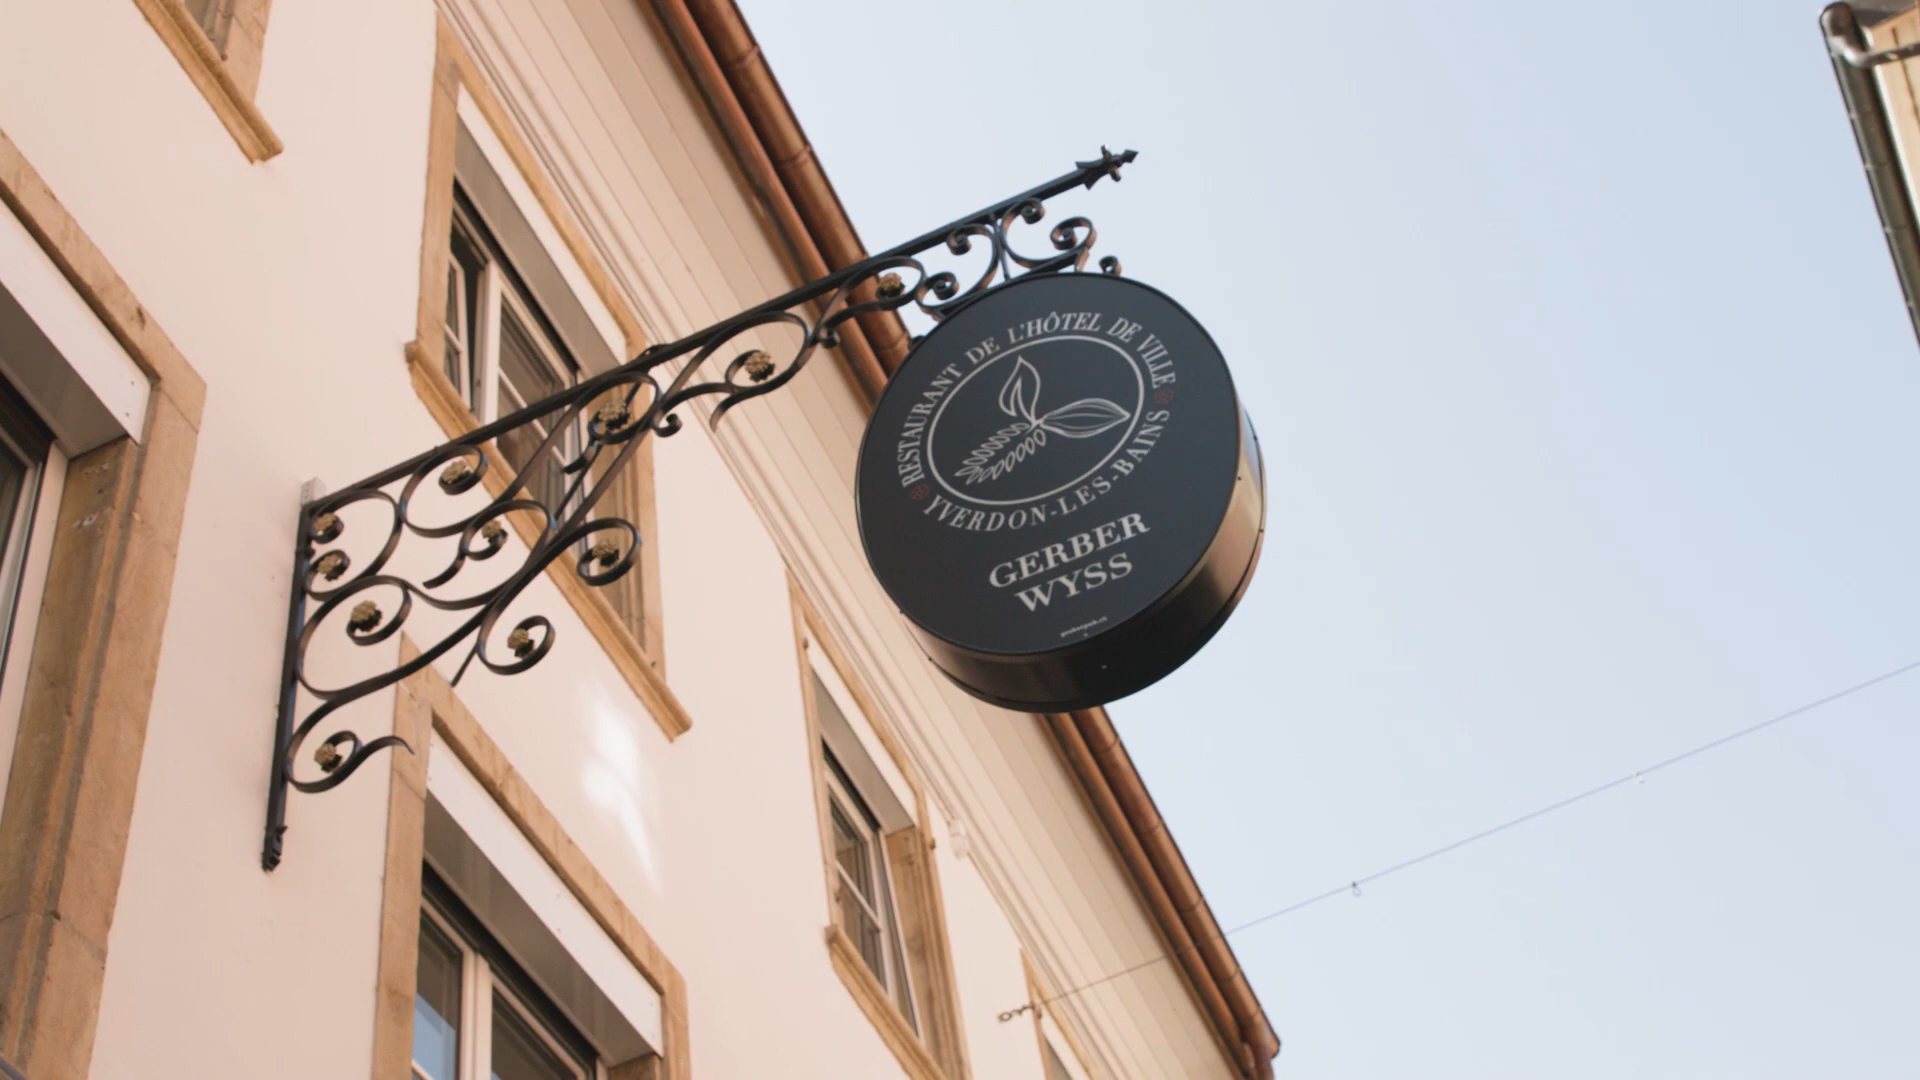 RESTAURANT DE L'HÔTEL DE VILLE
YVERDON-LES-BAINS
GERBER
WYSS